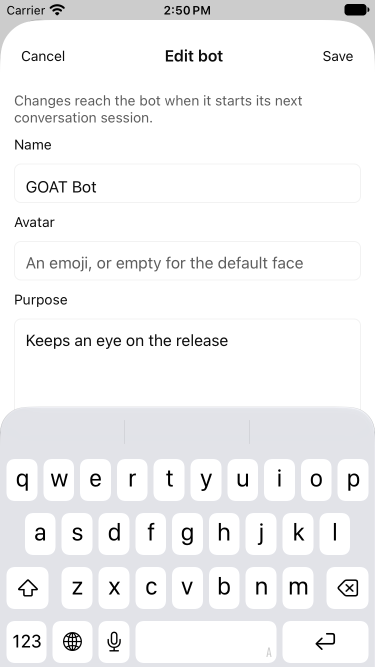 Carrier 2:50 PM
Cancel Edit bot Save
Changes reach the bot when it starts its next
conversation session.
Name
GOAT Bot
Avatar
An emoji, or empty for the default face
Purpose
Keeps an eye on the release
q w e r t y u i o p
a s d f g h j k l
z x c v b n m
123 A